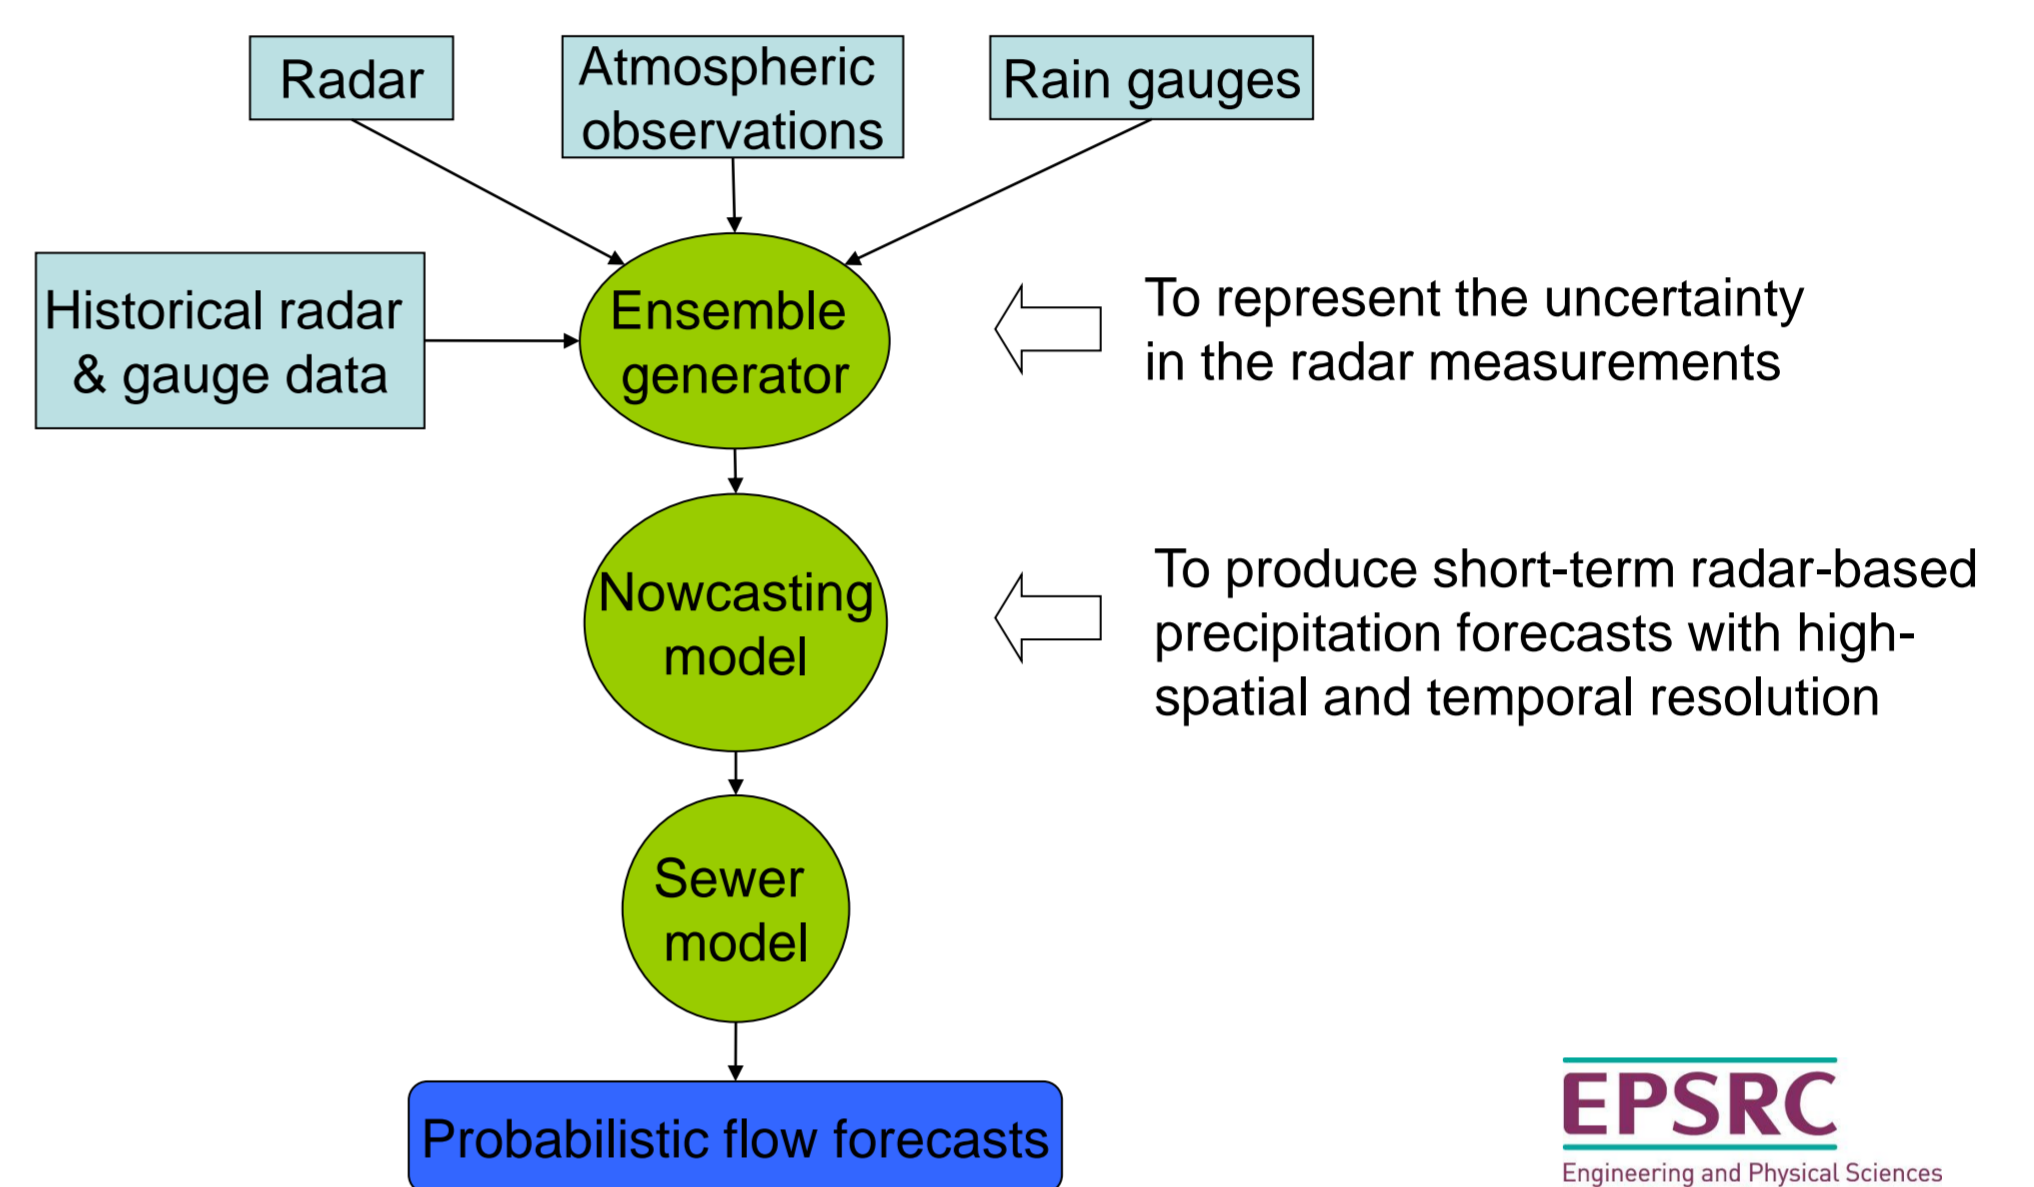 Radar
Atmospheric
observations
Rain gauges
Historical radar
& gauge data
Ensemble
generator
To represent the uncertainty
in the radar measurements
Nowcasting
model
To produce short-term radar-based
precipitation forecasts with high-
spatial and temporal resolution
Sewer
model
Probabilistic flow forecasts
EPSRC
Engineering and Physical Sciences